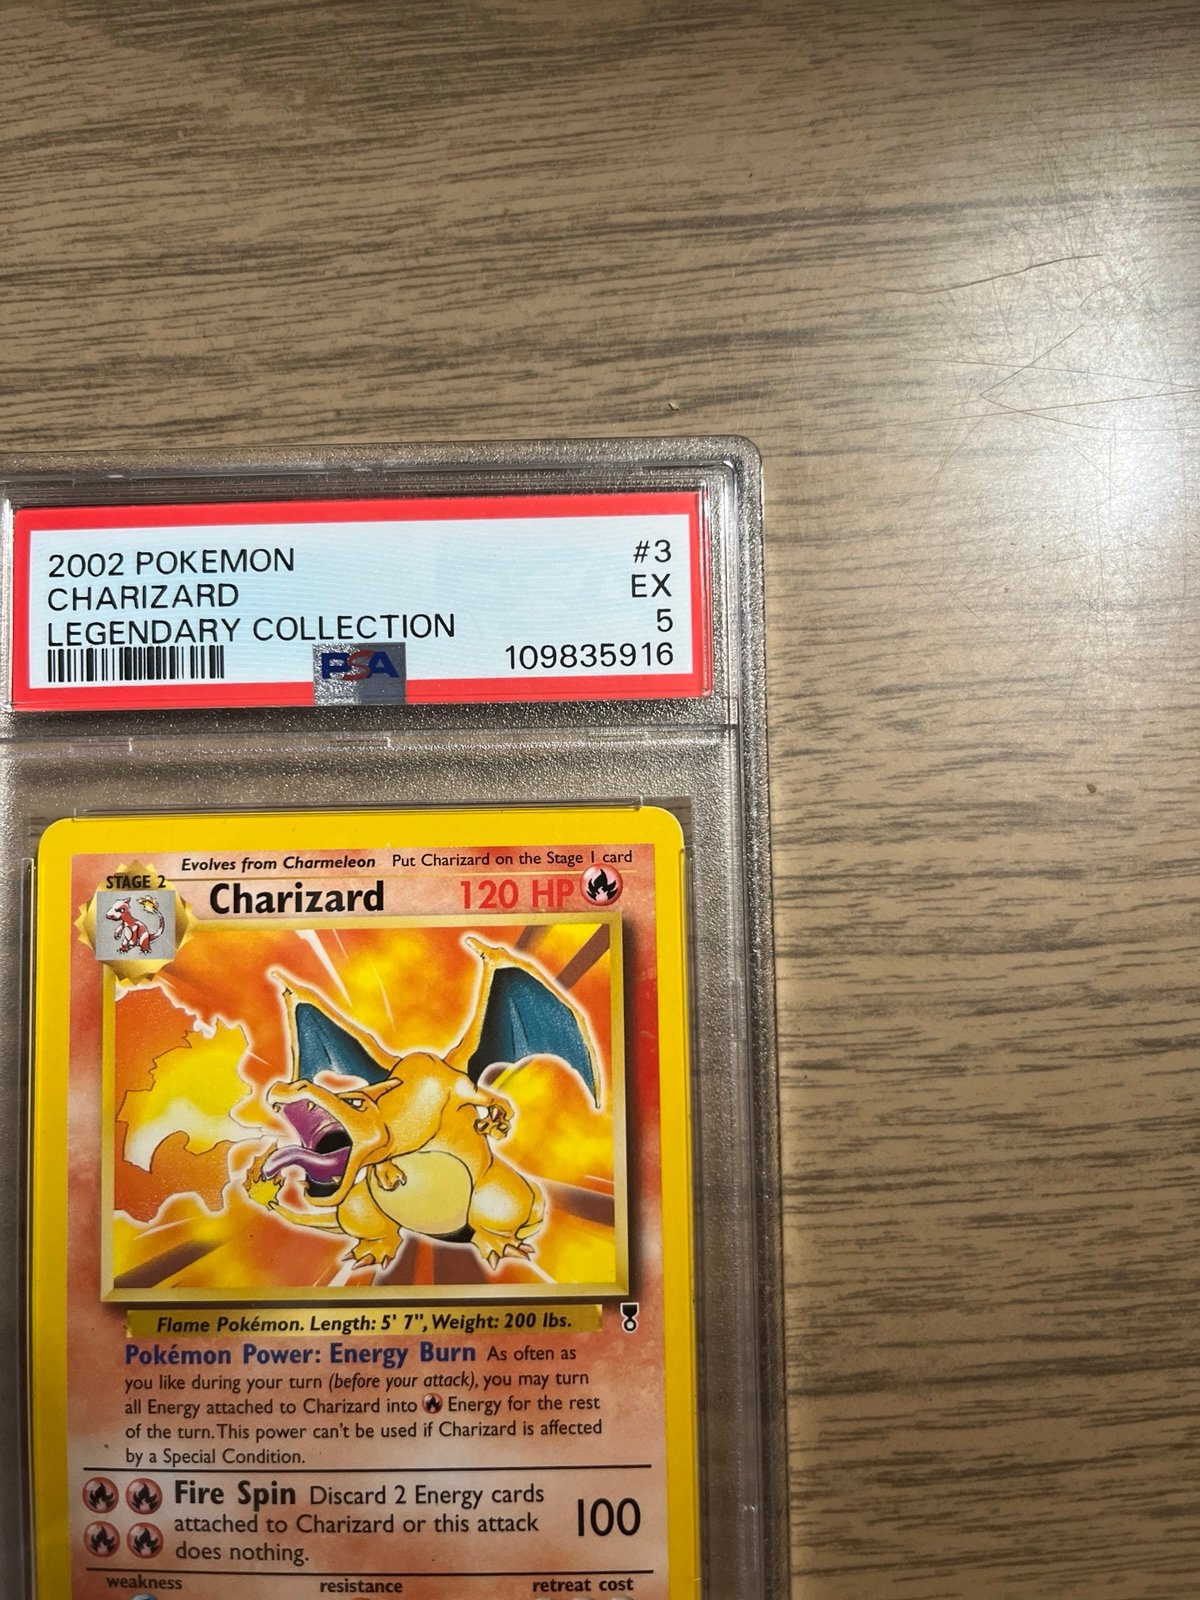 2002 POKEMON #3
CHARIZARD EX
LEGENDARY COLLECTION 5
PSA 109835916
Evolves from Charmeleon Put Charizard on the Stage 1 card
STAGE 2
Charizard 120 HP
Flame Pokémon. Length: 5' 7", Weight: 200 lbs.
Pokémon Power: Energy Burn As often as
you like during your turn (before your attack), you may turn
all Energy attached to Charizard into Energy for the rest
of the turn. This power can't be used if Charizard is affected
by a Special Condition.
Fire Spin Discard 2 Energy cards
attached to Charizard or this attack 100
does nothing.
weakness resistance retreat cost